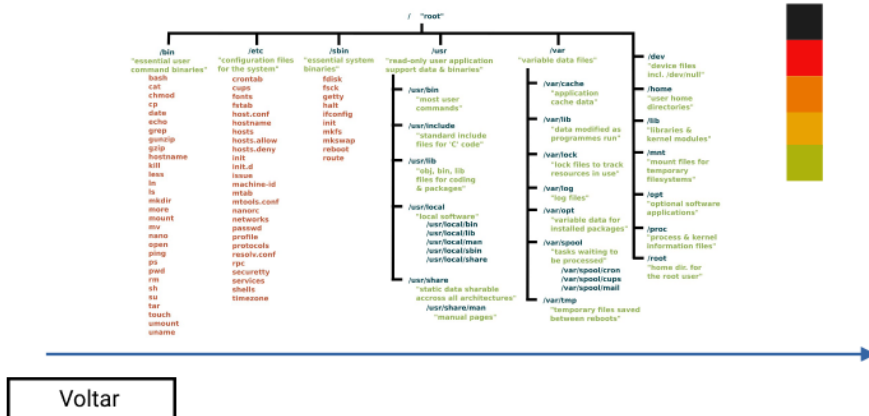 / "root"
/bin
"essential user
command binaries"
bash
cat
chmod
cp
date
echo
grep
gunzip
gzip
hostname
kill
less
ln
ls
mkdir
more
mount
mv
nano
open
ping
ps
pwd
rm
sh
su
tar
touch
umount
uname
/etc
"configuration files
for the system"
crontab
cups
fonts
fstab
host.conf
hostname
hosts
hosts.allow
hosts.deny
init
init.d
issue
machine-id
mtab
mtools.conf
nanorc
networks
passwd
profile
protocols
resolv.conf
rpc
securetty
services
shells
timezone
/sbin
"essential system
binaries"
fdisk
fsck
getty
halt
ifconfig
init
mkfs
mkswap
reboot
route
/usr
"read-only user application
support data & binaries"
/usr/bin
"most user
commands"
/usr/include
"standard include
files for 'C' code"
/usr/lib
"obj, bin, lib
files for coding
& packages"
/usr/local
"local software"
/usr/local/bin
/usr/local/lib
/usr/local/man
/usr/local/sbin
/usr/local/share
/usr/share
"static data sharable
accross all architectures"
/usr/share/man
"manual pages"
/var
"variable data files"
/var/cache
"application
cache data"
/var/lib
"data modified as
programmes run"
/var/lock
"lock files to track
resources in use"
/var/log
"log files"
/var/opt
"variable data for
installed packages"
/var/spool
"tasks waiting to
be processed"
/var/spool/cron
/var/spool/cups
/var/spool/mail
/var/tmp
"temporary files saved
between reboots"
/dev
"device files
incl. /dev/null"
/home
"user home
directories"
/lib
"libraries &
kernel modules"
/mnt
"mount files for
temporary
filesystems"
/opt
"optional software
applications"
/proc
"process & kernel
information files"
/root
"home dir. for
the root user"
Voltar